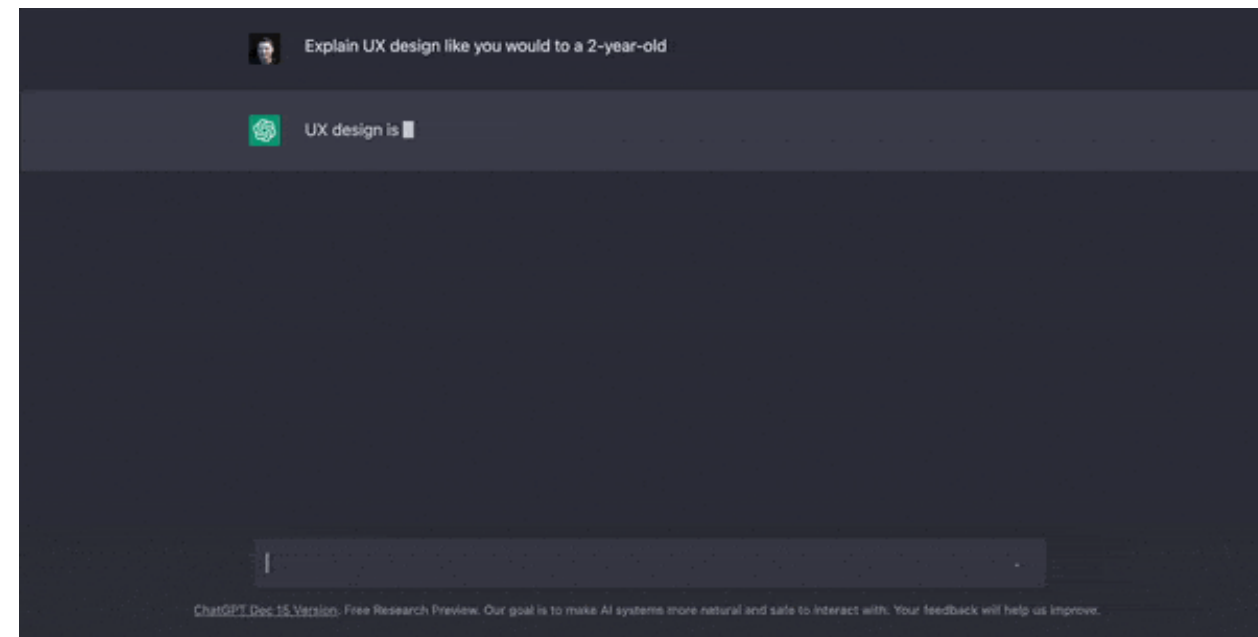 Explain UX design like you would to a 2-year-old
UX design is
ChatGPT Dec 15 Version. Free Research Preview. Our goal is to make AI systems more natural and safe to interact with. Your feedback will help us improve.